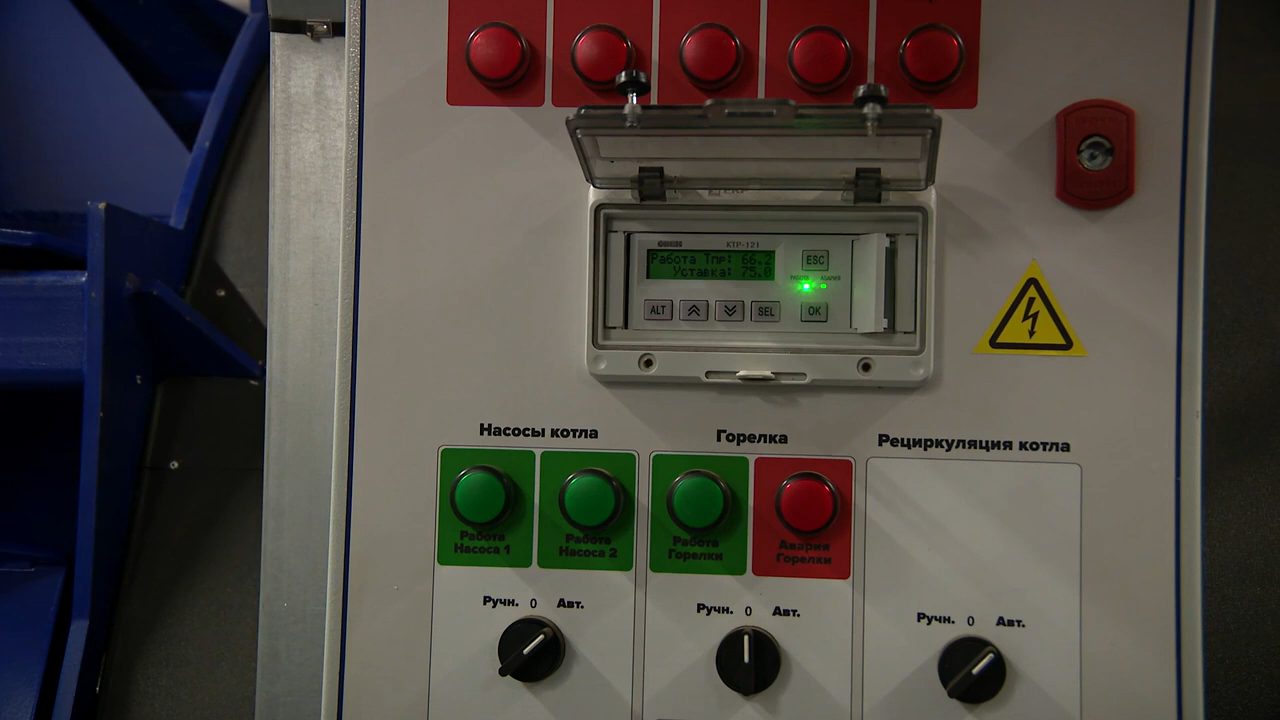 ОВЕН КТР-121
Работа Тпр: 66.2
Уставка: 75.0
ESC
РАБОТА АВАРИЯ
ALT SEL OK
Насосы котла
Горелка
Рециркуляция котла
Работа Насоса 1
Работа Насоса 2
Работа Горелки
Авария Горелки
Ручн. 0 Авт.
Ручн. 0 Авт.
Ручн. 0 Авт.